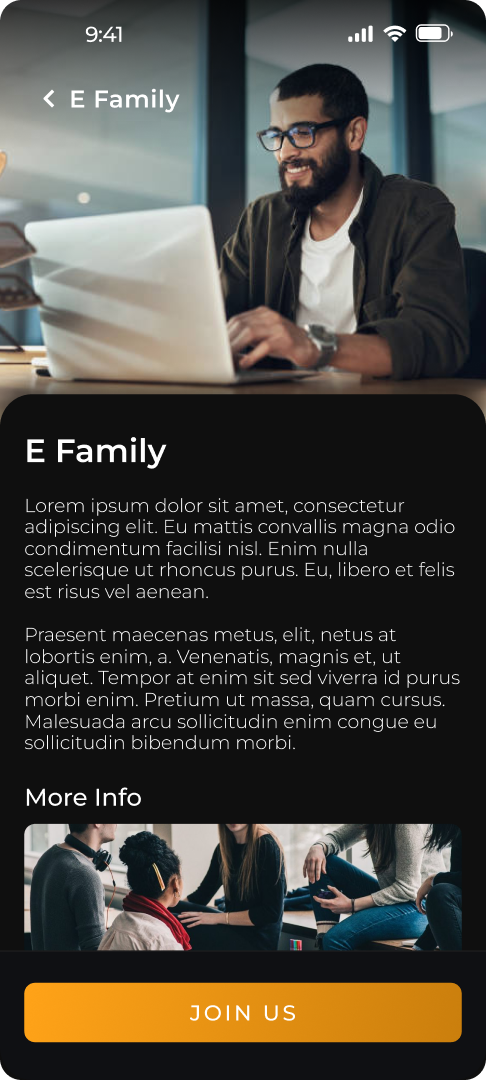 9:41
E Family
E Family
Lorem ipsum dolor sit amet, consectetur
adipiscing elit. Eu mattis convallis magna odio
condimentum facilisi nisl. Enim nulla
scelerisque ut rhoncus purus. Eu, libero et felis
est risus vel aenean.
Praesent maecenas metus, elit, netus at
lobortis enim, a. Venenatis, magnis et, ut
aliquet. Tempor at enim sit sed viverra id purus
morbi enim. Pretium ut massa, quam cursus.
Malesuada arcu sollicitudin enim congue eu
sollicitudin bibendum morbi.
More Info
JOIN US